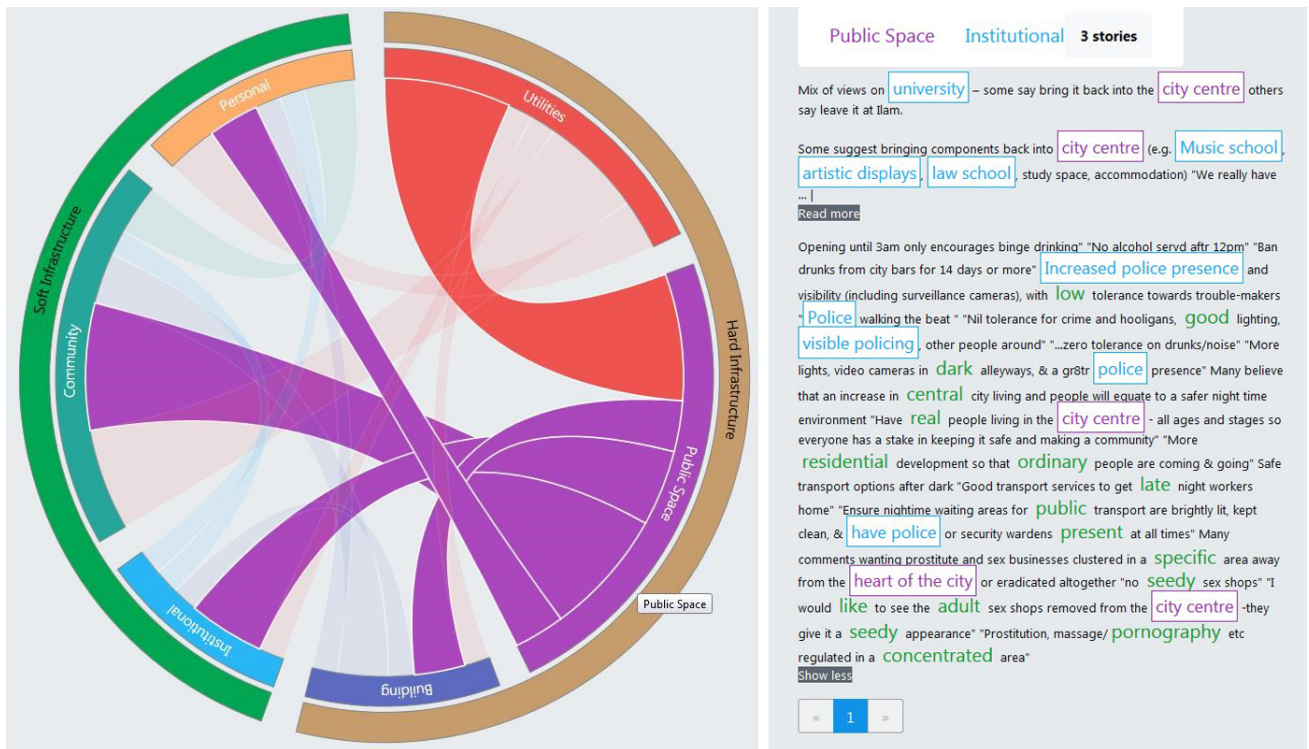 Soft Infrastructure
Hard Infrastructure
Personal
Utilities
Community
Public Space
Institutional
Building
Public Space
Public Space Institutional 3 stories
Mix of views on university – some say bring it back into the city centre others
say leave it at Ilam.
Some suggest bringing components back into city centre (e.g. Music school,
artistic displays, law school, study space, accommodation) "We really have
... |
Read more
Opening until 3am only encourages binge drinking" "No alcohol servd aftr 12pm" "Ban
drunks from city bars for 14 days or more" Increased police presence and
visibility (including surveillance cameras), with low tolerance towards trouble-makers
" Police walking the beat " "Nil tolerance for crime and hooligans, good lighting,
visible policing, other people around" "...zero tolerance on drunks/noise" "More
lights, video cameras in dark alleyways, & a gr8tr police presence" Many believe
that an increase in central city living and people will equate to a safer night time
environment "Have real people living in the city centre - all ages and stages so
everyone has a stake in keeping it safe and making a community" "More
residential development so that ordinary people are coming & going" Safe
transport options after dark "Good transport services to get late night workers
home" "Ensure nightime waiting areas for public transport are brightly lit, kept
clean, & have police or security wardens present at all times" Many
comments wanting prostitute and sex businesses clustered in a specific area away
from the heart of the city or eradicated altogether "no seedy sex shops" "I
would like to see the adult sex shops removed from the city centre -they
give it a seedy appearance" "Prostitution, massage/ pornography etc
regulated in a concentrated area"
Show less
« 1 »